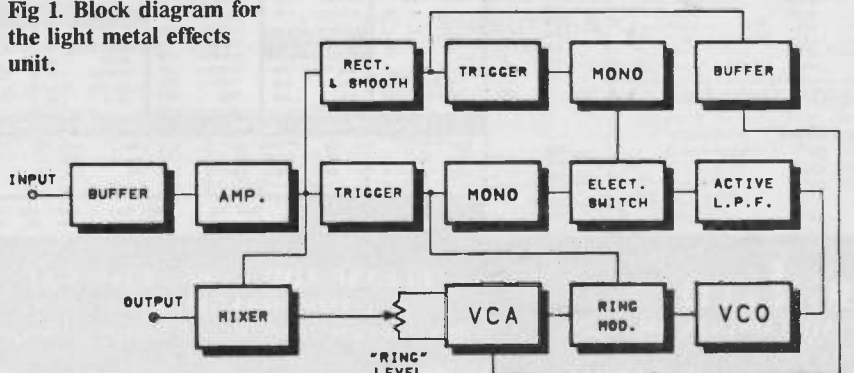 Fig 1. Block diagram for
the light metal effects
unit.
RECT.
& SMOOTH
TRIGGER
MONO
BUFFER
INPUT
BUFFER
AMP.
TRIGGER
MONO
ELECT.
SWITCH
ACTIVE
L.P.F.
OUTPUT
MIXER
"RING"
LEVEL
VCA
RING
MOD.
VCO